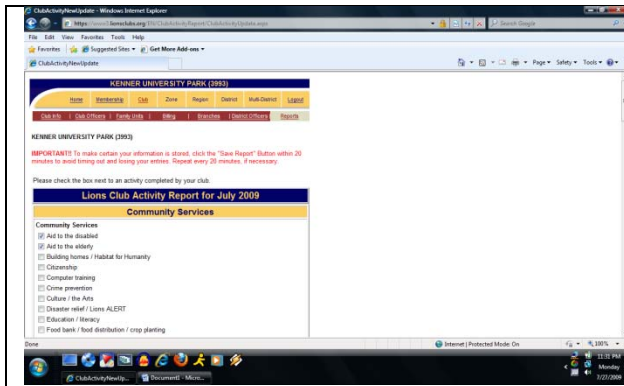 ClubActivityNewUpdate - Windows Internet Explorer
Search Google
File Edit View Favorites Tools Help
Favorites Suggested Sites Get More Add-ons
ClubActivityNewUpdate
Page Safety Tools
KENNER UNIVERSITY PARK (3993)
Home Membership Club Zone Region District Multi-District Logout
Club Info | Club Officers | Family Units | Billing | Branches | District Officers | Reports
KENNER UNIVERSITY PARK (3993)
IMPORTANT!! To make certain your information is stored, click the "Save Report" Button within 20
minutes to avoid timing out and losing your entries. Repeat every 20 minutes, if necessary.
Please check the box next to an activity completed by your club.
Lions Club Activity Report for July 2009
Community Services
Community Services
Aid to the disabled
Aid to the elderly
Building homes / Habitat for Humanity
Citizenship
Computer training
Crime prevention
Culture / the Arts
Disaster relief / Lions ALERT
Education / literacy
Food bank / food distribution / crop planting
Done
Internet | Protected Mode: On
100%
11:31 PM
Monday
7/27/2009
ClubActivityNewUp...
Document1 - Micro...